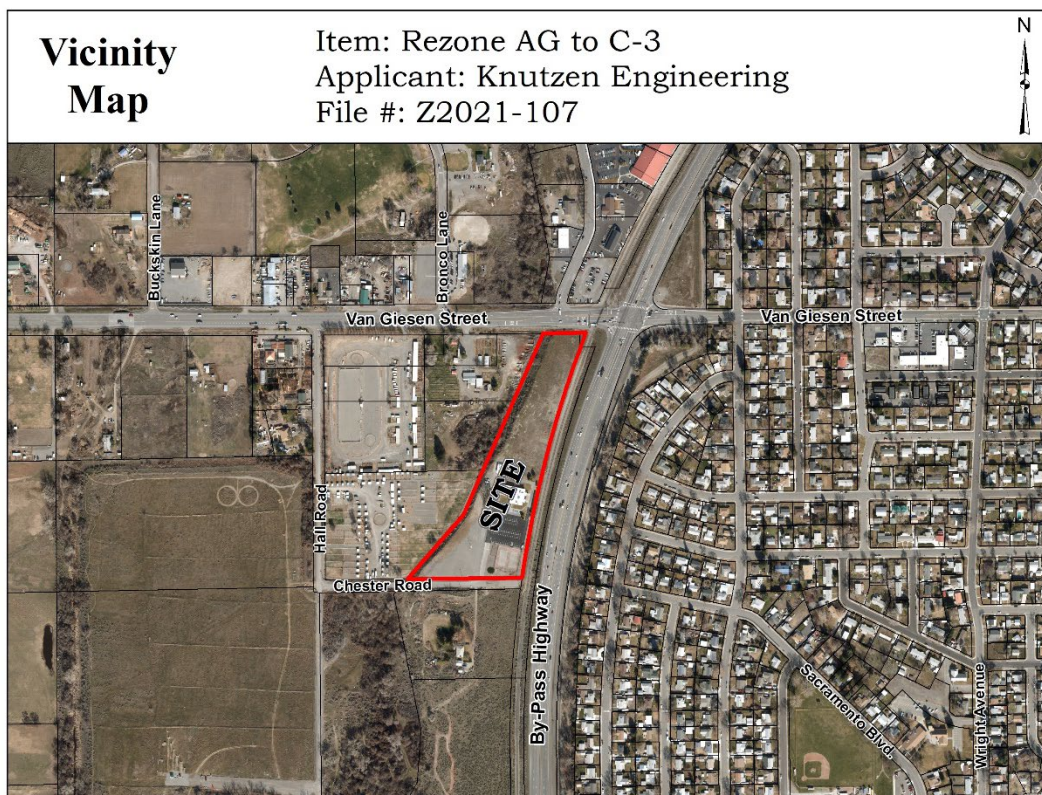 Vicinity
Map
Item: Rezone AG to C-3
Applicant: Knutzen Engineering
File #: Z2021-107
N
Buckskin Lane
Bronco Lane
Van Giesen Street
Van Giesen Street
SITE
Hall Road
Chester Road
By-Pass Highway
Sacramento Blvd.
Wright Avenue